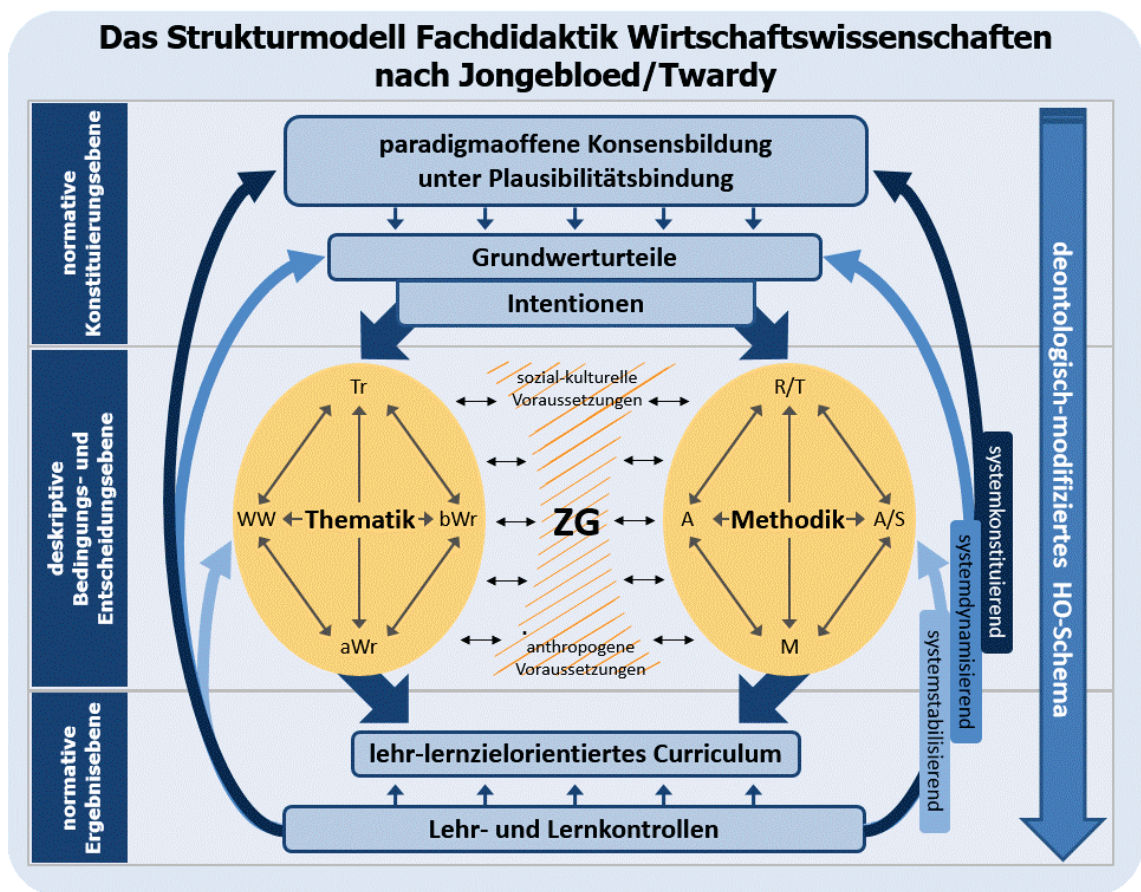 Das Strukturmodell Fachdidaktik Wirtschaftswissenschaften
nach Jongebloed/Twardy
normative
Konstituierungsebene
paradigmaoffene Konsensbildung
unter Plausibilitätsbindung
Grundwerturteile
Intentionen
deskriptive
Bedingungs- und
Entscheidungsebene
Tr
WW
Thematik
bWr
aWr
sozial-kulturelle
Voraussetzungen
ZG
anthropogene
Voraussetzungen
R/T
A
Methodik
A/S
M
normative
Ergebnisebene
lehr-lernzielorientiertes Curriculum
Lehr- und Lernkontrollen
systemkonstituierend
systemdynamisierend
systemstabilisierend
deontologisch-modifiziertes HO-Schema